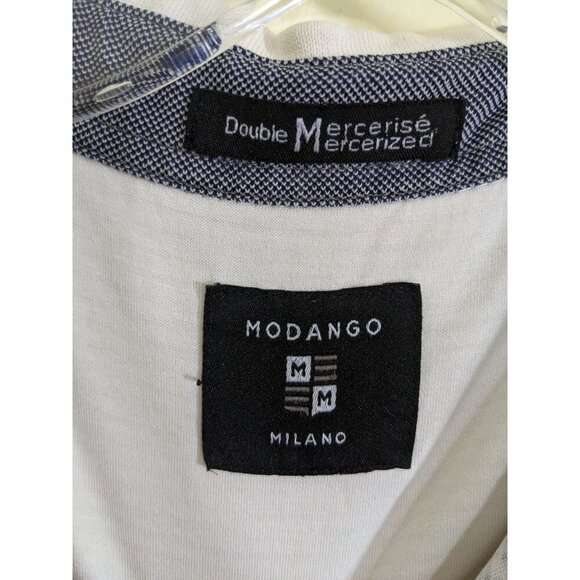 Double Mercerisé
Mercerized
MODANGO
M
M
MILANO